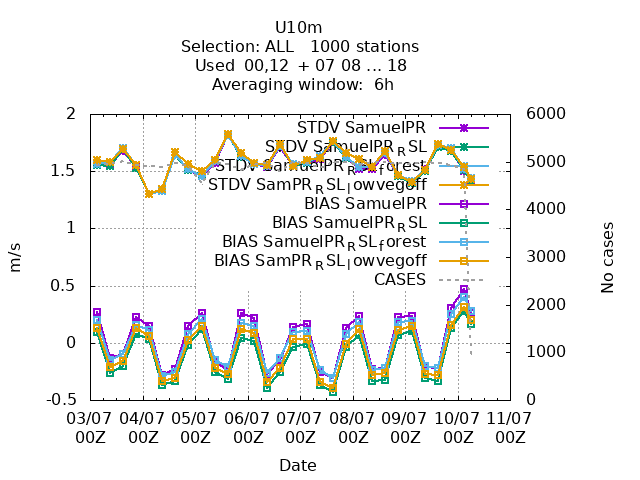 U10m
Selection: ALL   1000 stations
Used  00,12  + 07 08 ... 18
Averaging window:  6h
2
1.5
1
0.5
0
-0.5
m/s
6000
5000
4000
3000
2000
1000
0
No cases
STDV SamuelPR
STDV SamuelPR_RSL
STDV SamuelPR_RSL_forest
STDV SamPR_RSL_lowvegoff
BIAS SamuelPR
BIAS SamuelPR_RSL
BIAS SamuelPR_RSL_forest
BIAS SamPR_RSL_lowvegoff
CASES
03/07 04/07 05/07 06/07 07/07 08/07 09/07 10/07 11/07
00Z 00Z 00Z 00Z 00Z 00Z 00Z 00Z 00Z
Date